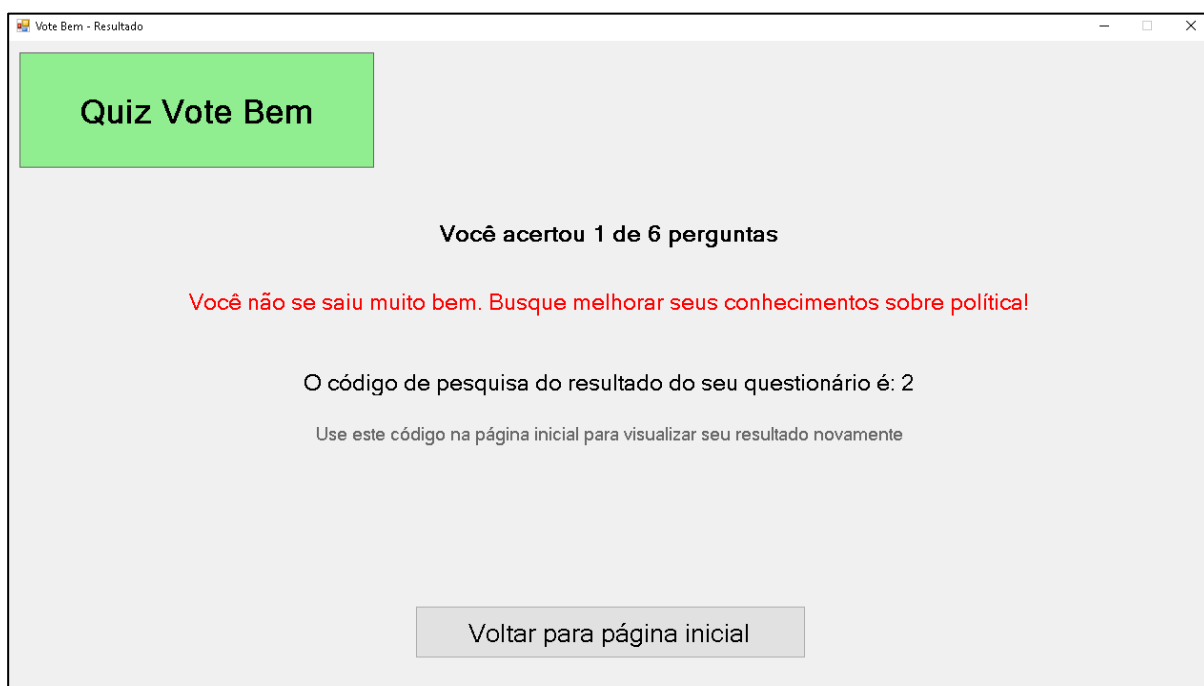 Vote Bem - Resultado
Quiz Vote Bem
Você acertou 1 de 6 perguntas
Você não se saiu muito bem. Busque melhorar seus conhecimentos sobre política!
O código de pesquisa do resultado do seu questionário é: 2
Use este código na página inicial para visualizar seu resultado novamente
Voltar para página inicial